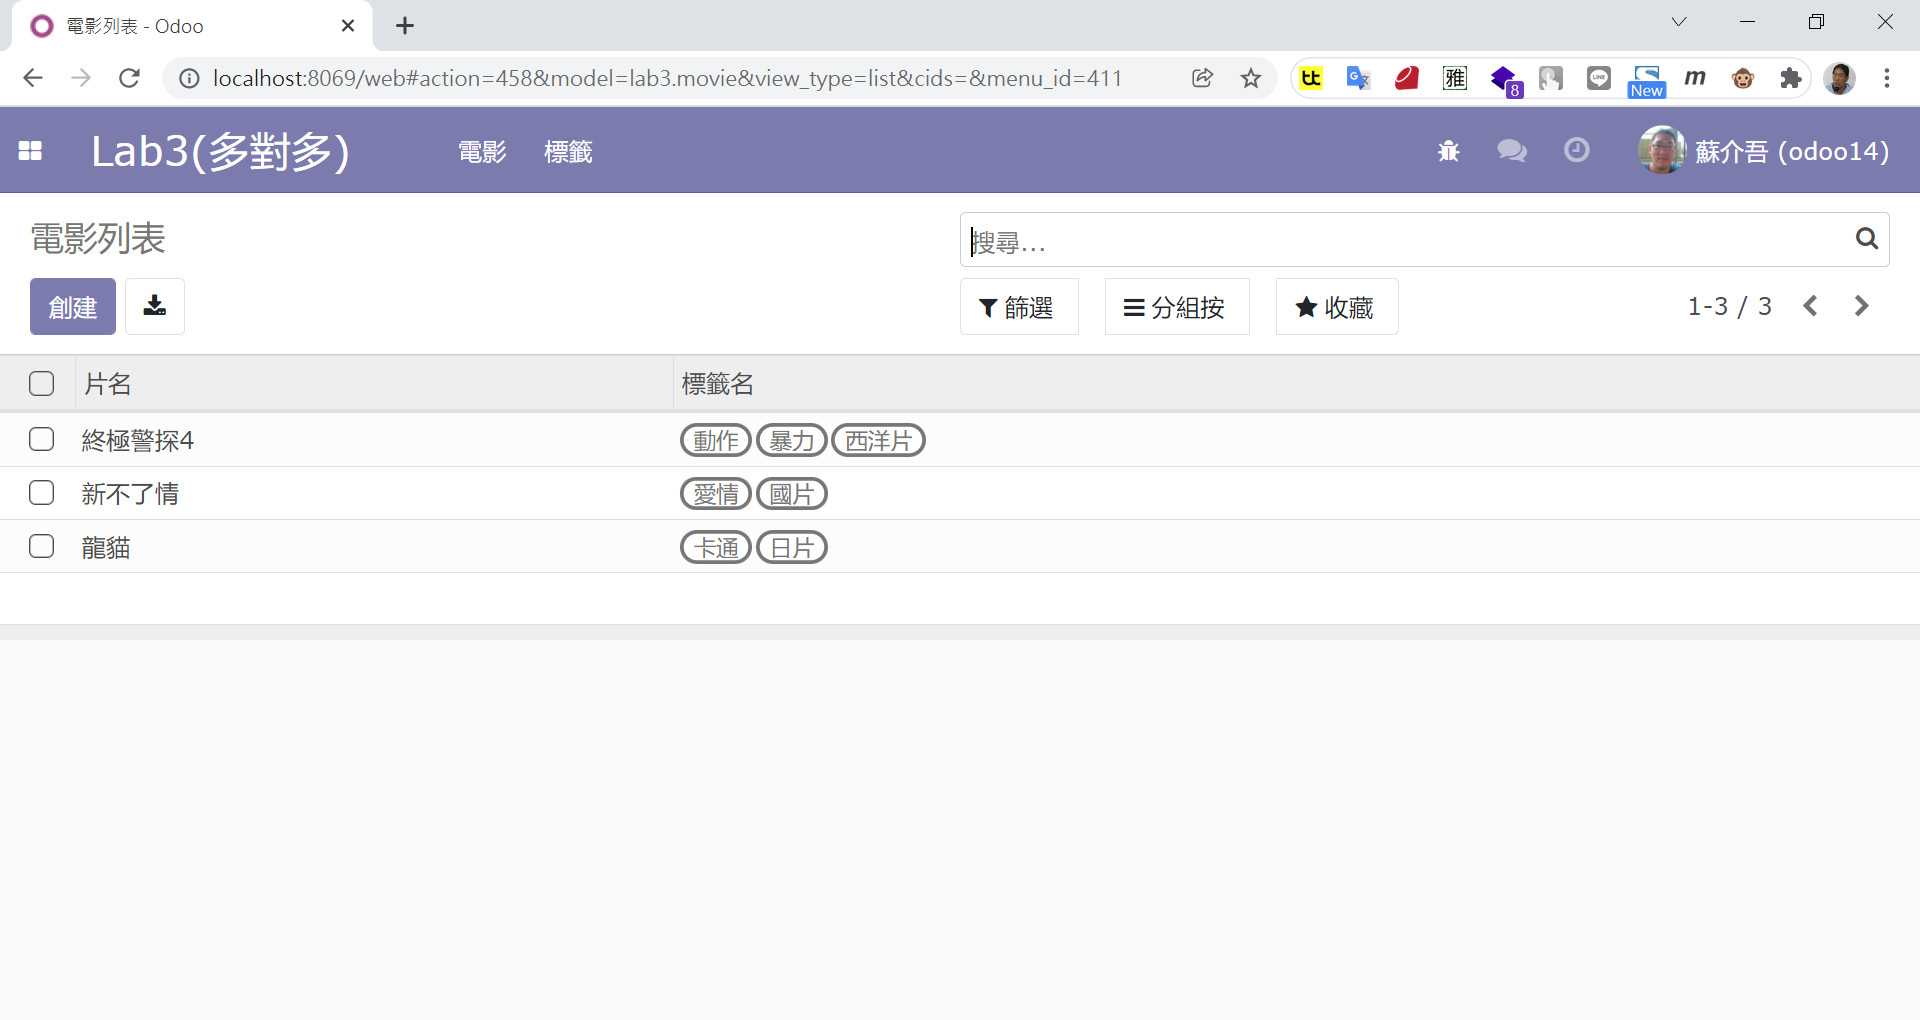 電影列表 - Odoo
localhost:8069/web#action=458&model=lab3.movie&view_type=list&cids=&menu_id=411
tt
G
雅
8
LINE
New
m
Lab3(多對多)
電影
標籤
蘇介吾 (odoo14)
電影列表
搜尋...
創建
篩選
分組按
收藏
1-3 / 3
片名
標籤名
終極警探4
動作 暴力 西洋片
新不了情
愛情 國片
龍貓
卡通 日片